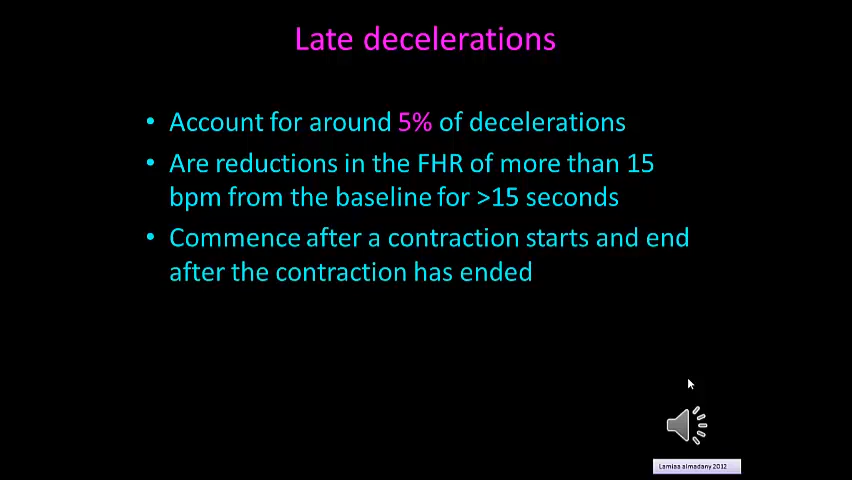 Late decelerations
• Account for around 5% of decelerations
• Are reductions in the FHR of more than 15
bpm from the baseline for >15 seconds
• Commence after a contraction starts and end
after the contraction has ended
Lamiaa almadany 2012